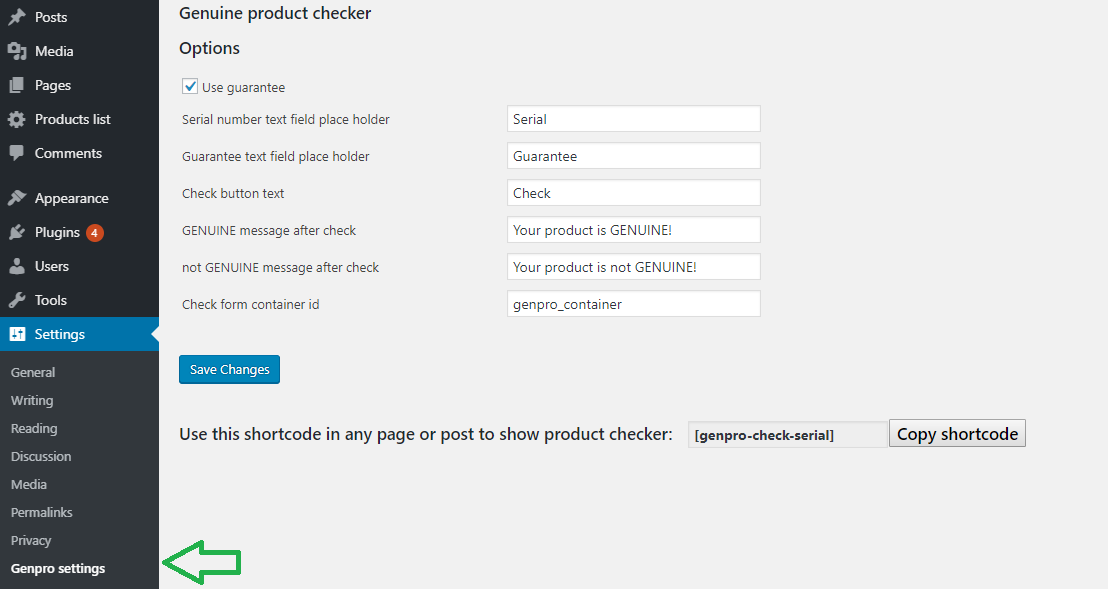 Posts
Media
Pages
Products list
Comments
Appearance
Plugins 4
Users
Tools
Settings
General
Writing
Reading
Discussion
Media
Permalinks
Privacy
Genpro settings
Genuine product checker
Options
Use guarantee
Serial number text field place holder Serial
Guarantee text field place holder Guarantee
Check button text Check
GENUINE message after check Your product is GENUINE!
not GENUINE message after check Your product is not GENUINE!
Check form container id genpro_container
Save Changes
Use this shortcode in any page or post to show product checker: [genpro-check-serial] Copy shortcode